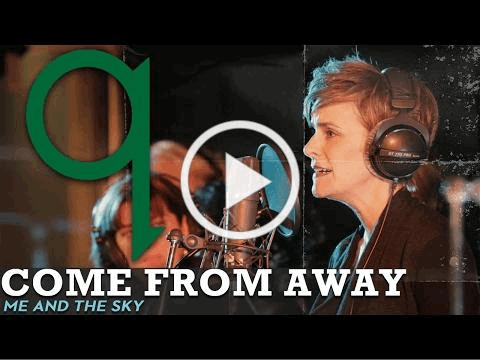 q
COME FROM AWAY
ME AND THE SKY